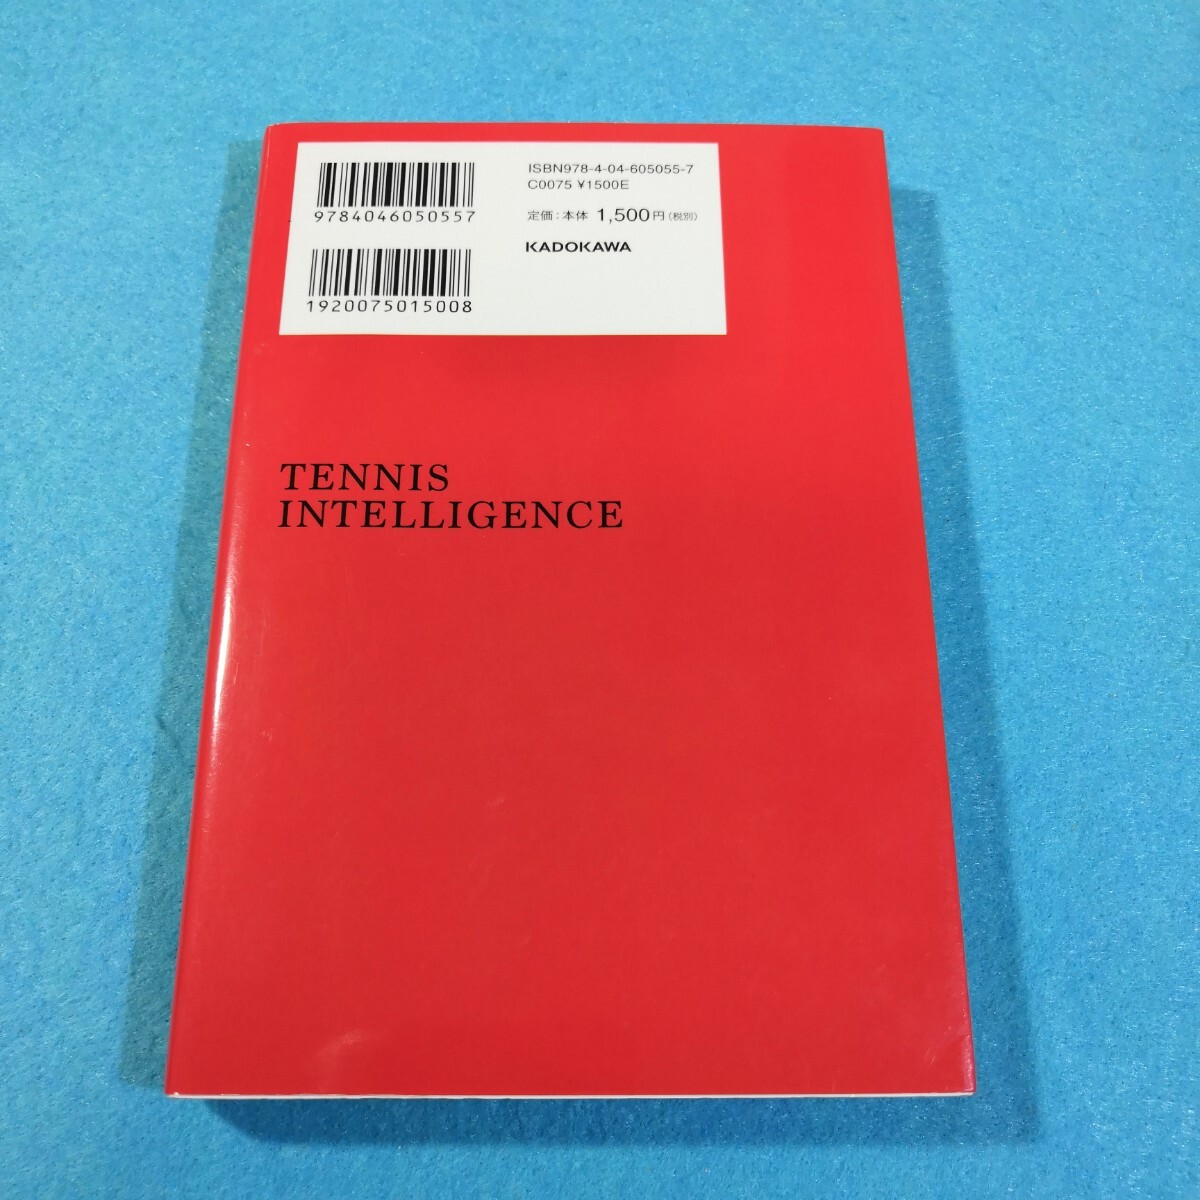 9784046050557
1920075015008
ISBN978-4-04-605055-7
C0075 ¥1500E
定価：本体 1,500円（税別）
KADOKAWA
TENNIS
INTELLIGENCE